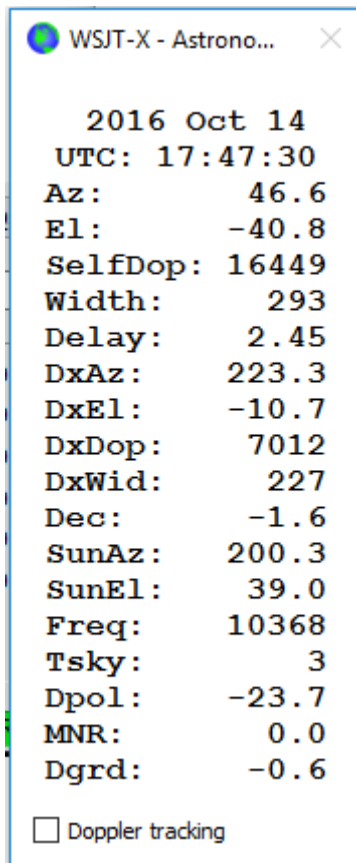 WSJT-X - Astrono...
2016 Oct 14
UTC: 17:47:30
Az: 46.6
El: -40.8
SelfDop: 16449
Width: 293
Delay: 2.45
DxAz: 223.3
DxEl: -10.7
DxDop: 7012
DxWid: 227
Dec: -1.6
SunAz: 200.3
SunEl: 39.0
Freq: 10368
Tsky: 3
Dpol: -23.7
MNR: 0.0
Dgrd: -0.6
Doppler tracking